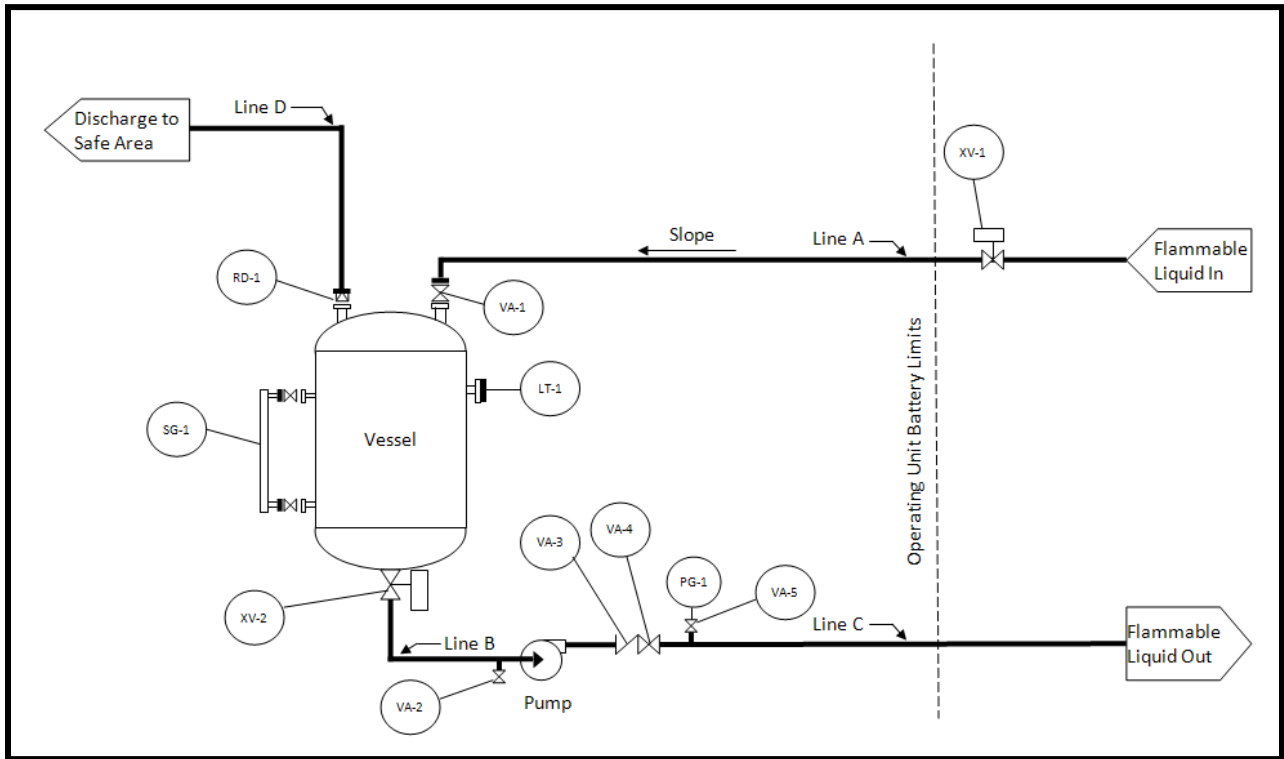 Line D
Discharge to
Safe Area
XV-1
Slope
Line A
Flammable
Liquid In
RD-1
VA-1
Operating Unit Battery Limits
LT-1
SG-1
Vessel
VA-4
VA-3
PG-1
VA-5
XV-2
Line B
Line C
Flammable
Liquid Out
VA-2
Pump